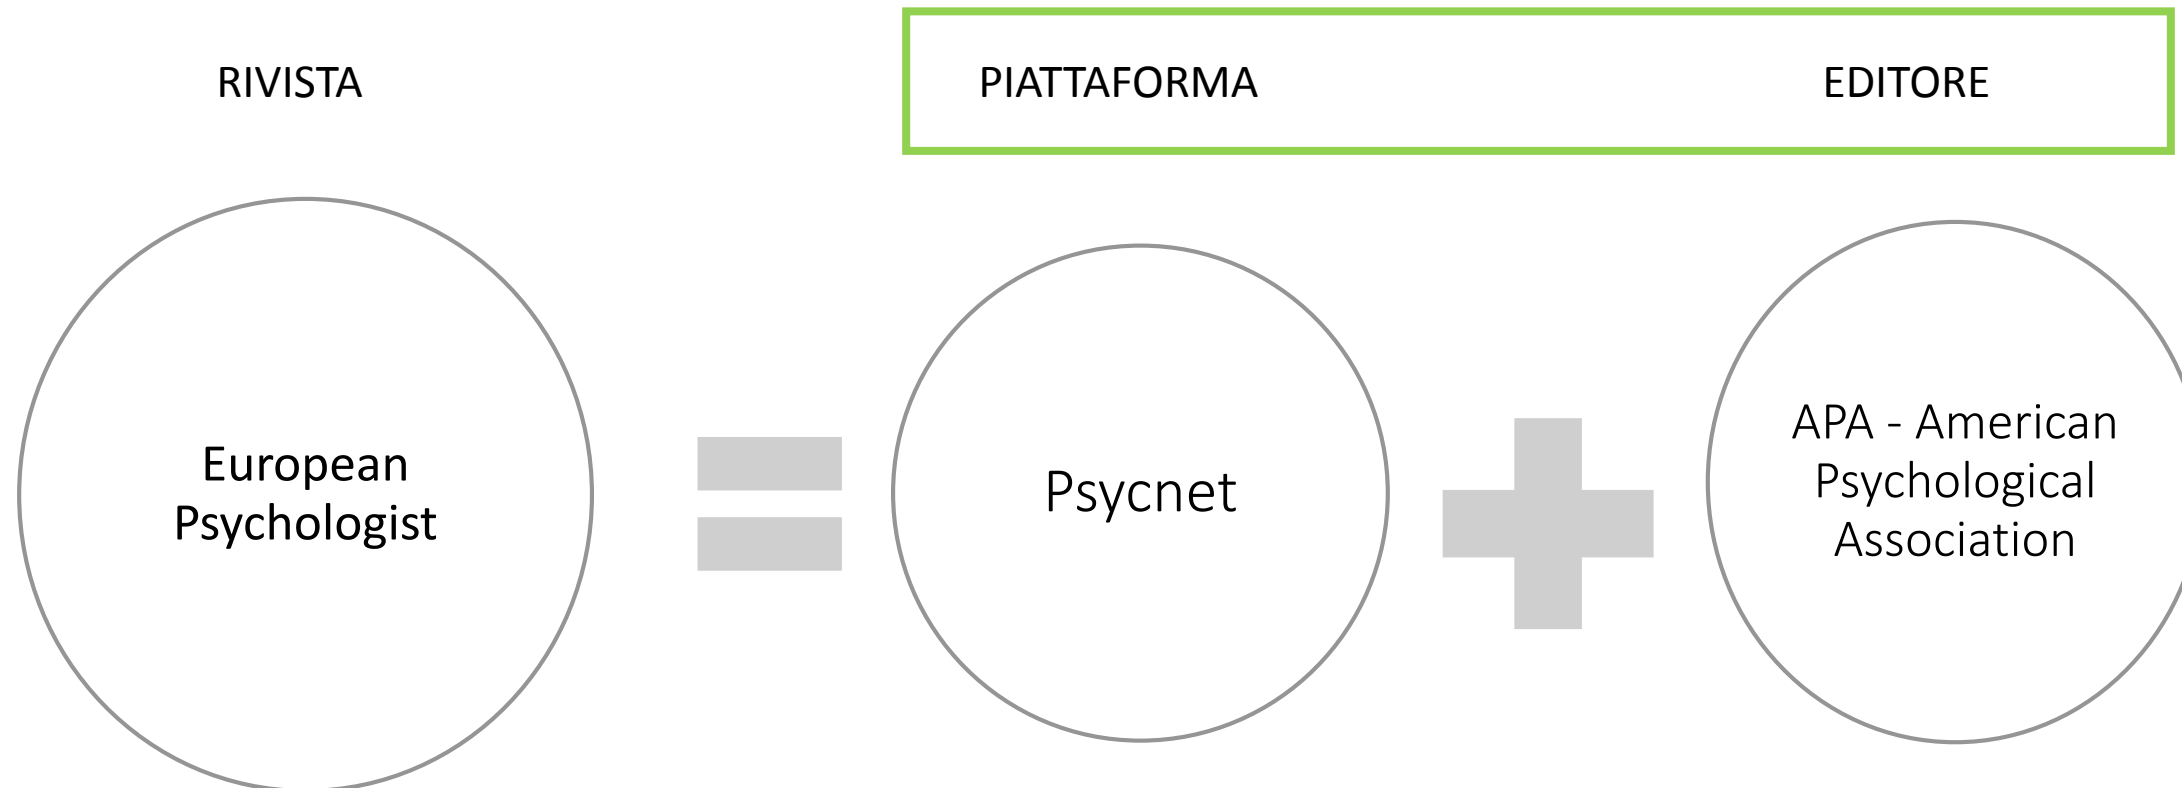 RIVISTA
PIATTAFORMA
EDITORE
European
Psychologist
Psycnet
APA - American
Psychological
Association